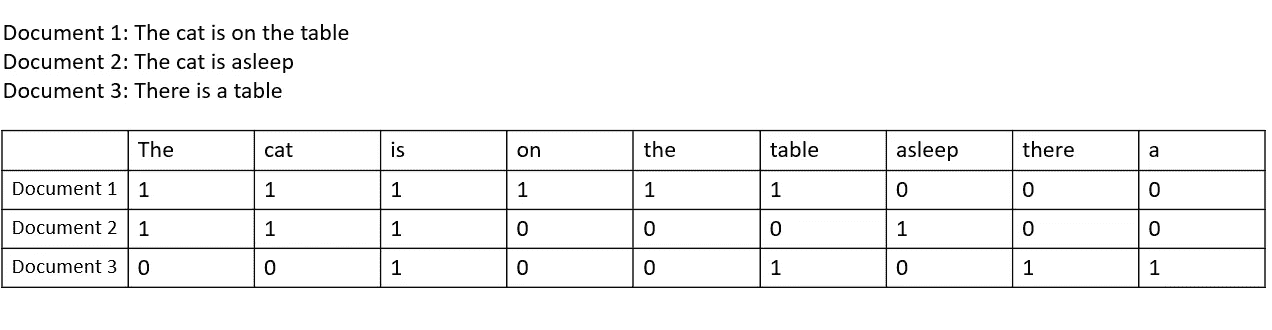 Document 1: The cat is on the table
Document 2: The cat is asleep
Document 3: There is a table
The cat is on the table asleep there a
Document 1 1 1 1 1 1 1 0 0 0
Document 2 1 1 1 0 0 0 1 0 0
Document 3 0 0 1 0 0 1 0 1 1